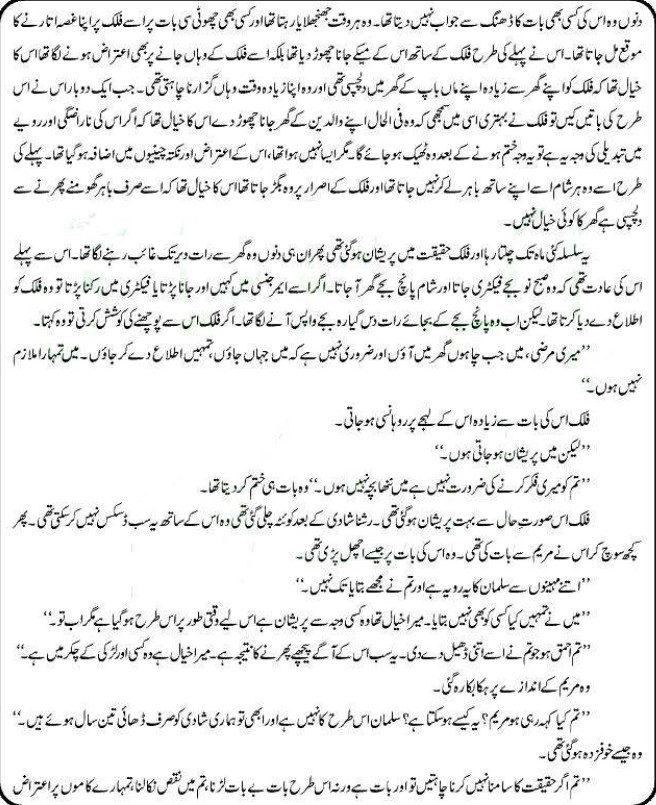 دنوں وہ اس کی کسی بھی بات کا ڈھنگ سے جواب نہیں دیتا تھا۔ وہ ہر وقت جھنجھلایا رہتا تھا اور کسی بھی چھوٹی سی بات پر اسے فلک پر اپنا غصہ اتارنے کا
موقع مل جاتا تھا۔ اس نے پہلے کی طرح فلک کے ساتھ اس کے میکے جانا چھوڑ دیا تھا بلکہ اسے فلک کے وہاں جانے پر بھی اعتراض ہونے لگا تھا اس کا
خیال تھا کہ فلک کو اپنے گھر سے زیادہ اپنے ماں باپ کے گھر میں دلچسپی تھی اور وہ اپنا زیادہ وقت وہاں گزارنا چاہتی تھی۔ جب ایک دو بار اس نے اس
طرح کی باتیں کیں تو فلک نے بہتری اسی میں سمجھی کہ وہ فی الحال اپنے والدین کے گھر جانا چھوڑ دے اس کا خیال تھا کہ اگر اس کی ناراضگی اور رویے
میں تبدیلی کی وجہ یہ ہے تو یہ وجہ ختم ہونے کے بعد وہ ٹھیک ہو جائے گا۔ مگر ایسا نہیں ہوا تھا، اس کے اعتراض اور نکتہ چینیوں میں اضافہ ہو گیا تھا۔ پہلے کی
طرح اسے وہ ہر شام اسے اپنے ساتھ باہر لے کر نہیں جاتا تھا اور فلک کے اصرار پر وہ بگڑ جاتا تھا اس کا خیال تھا کہ اسے صرف باہر گھومنے پھرنے سے
دلچسپی ہے گھر کا کوئی خیال نہیں۔
یہ سلسلہ کئی ماہ تک چلتا رہا اور فلک حقیقت میں پریشان ہو گئی تھی پھر ان ہی دنوں وہ گھر سے رات دیر تک غائب رہنے لگا تھا۔ اس سے پہلے
اس کی عادت تھی کہ وہ صبح نو بجے فیکٹری جاتا اور شام پانچ بجے گھر آ جاتا۔ اگر اسے ایمرجنسی میں کہیں اور جانا پڑتا یا فیکٹری میں رکنا پڑتا تو وہ فلک کو
اطلاع دے دیا کرتا تھا۔ لیکن اب وہ پانچ بجے کے بجائے رات دس گیارہ بجے واپس آنے لگا تھا۔ اگر فلک اس سے پوچھنے کی کوشش کرتی تو وہ کہتا۔
’’میری مرضی، میں جب چاہوں گھر میں آؤں اور ضروری نہیں ہے کہ میں جہاں جاؤں، تمہیں اطلاع دے کر جاؤں۔ میں تمہارا ملازم
نہیں ہوں۔‘‘
فلک اس کی بات سے زیادہ اس کے لہجے پر روہانسی ہو جاتی۔
’’لیکن میں پریشان ہو جاتی ہوں۔‘‘
’’تم کو میری فکر کرنے کی ضرورت نہیں ہے میں ننھا بچہ نہیں ہوں۔‘‘ وہ بات ہی ختم کر دیتا تھا۔
فلک اس صورتِ حال سے بہت پریشان ہو گئی تھی۔ رشنا شادی کے بعد کوئٹہ چلی گئی تھی وہ اس کے ساتھ یہ سب ڈسکس نہیں کر سکتی تھی۔ پھر
کچھ سوچ کر اس نے مریم سے بات کی تھی۔ وہ اس کی بات پر جیسے اچھل پڑی تھی۔
’’اتنے مہینوں سے سلمان کا یہ رویہ ہے اور تم نے مجھے بتایا تک نہیں۔‘‘
’’میں نے تمہیں کیا کسی کو بھی نہیں بتایا۔ میرا خیال تھا وہ کسی وجہ سے پریشان ہے اس لیے وقتی طور پر اس طرح ہو گیا ہے مگر اب تو۔‘‘
’’تم احمق ہو جو تم نے اسے اتنی ڈھیل دے دی۔ یہ سب اس کے آگے پیچھے پھرنے کا نتیجہ ہے۔ میرا خیال ہے وہ کسی اور لڑکی کے چکر میں ہے۔‘‘
وہ مریم کے اندازے پر ہکا بکا رہ گئی۔
’’تم کیا کہہ رہی ہو مریم؟ یہ کیسے ہو سکتا ہے؟ سلمان اس طرح کا نہیں ہے اور ابھی تو ہماری شادی کو صرف ڈھائی تین سال ہوئے ہیں۔‘‘
وہ جیسے خوفزدہ ہو گئی تھی۔
’’تم اگر حقیقت کا سامنا نہیں کرنا چاہتیں تو اور بات ہے ورنہ اس طرح بات بے بات لڑنا، تم میں نقص نکالنا، تمہارے کاموں پر اعتراض